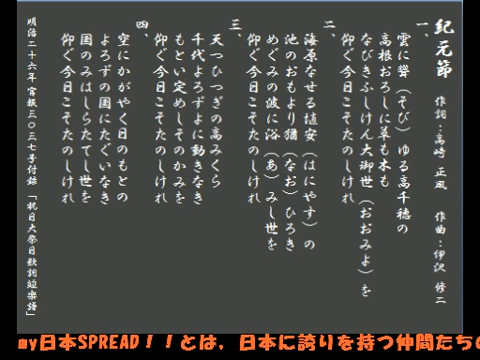 紀元節　作詞：高崎 正風　作曲：伊沢 修二
一、
雲に聳（そび）ゆる高千穂の
高根おろしに草も木も
なびきふしけん大御世（おおみよ）を
仰ぐ今日こそたのしけれ
二、
海原なせる埴安（はにやす）の
池のおもより猶（なお）ひろき
めぐみの波に浴（あ）みし世を
仰ぐ今日こそたのしけれ
三、
天つひつぎの高みくら
千代よろずよに動きなき
もとい定めしそのかみを
仰ぐ今日こそたのしけれ
四、
空にかがやく日のもとの
よろずの国にたぐいなき
国のみはしらたてし世を
仰ぐ今日こそたのしけれ
明治二十六年 官報三〇三七号付録 「祝日大祭日歌詞竝楽譜」
my日本SPREAD！！とは，日本に誇りを持つ仲間たちの